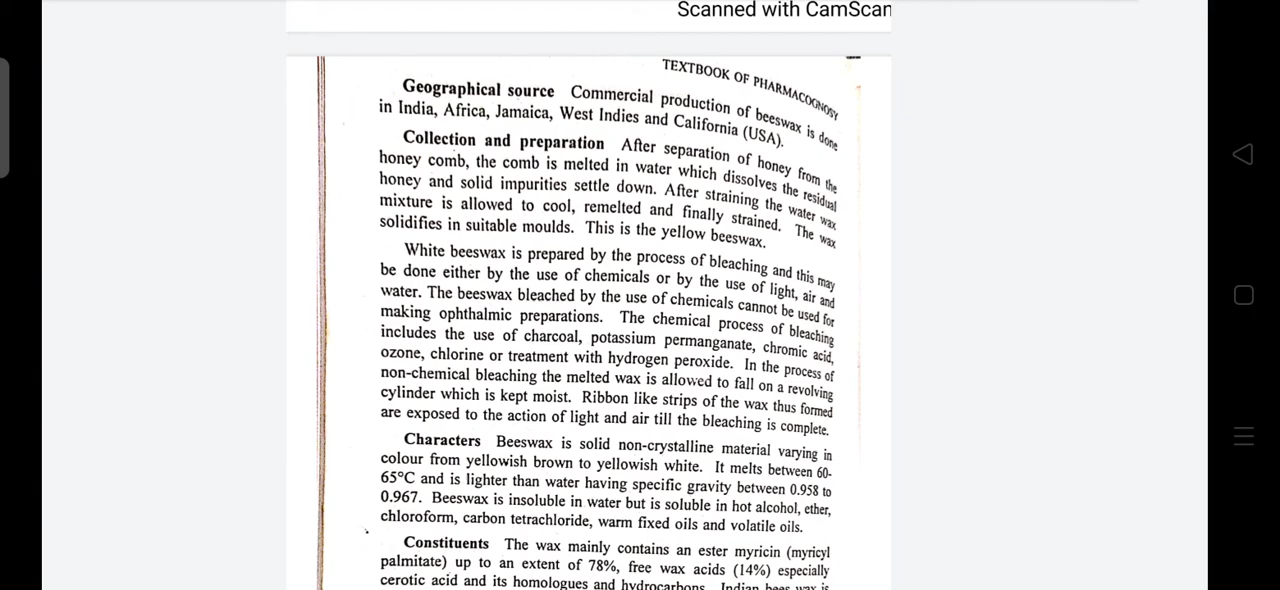 Scanned with CamScan
TEXTBOOK OF PHARMACOGNOSY
Geographical source Commercial production of beeswax is done
in India, Africa, Jamaica, West Indies and California (USA).
Collection and preparation After separation of honey from the
honey comb, the comb is melted in water which dissolves the residual
honey and solid impurities settle down. After straining the water wax
mixture is allowed to cool, remelted and finally strained. The wax
solidifies in suitable moulds. This is the yellow beeswax.
White beeswax is prepared by the process of bleaching and this may
be done either by the use of chemicals or by the use of light, air and
water. The beeswax bleached by the use of chemicals cannot be used for
making ophthalmic preparations. The chemical process of bleaching
includes the use of charcoal, potassium permanganate, chromic acid,
ozone, chlorine or treatment with hydrogen peroxide. In the process of
non-chemical bleaching the melted wax is allowed to fall on a revolving
cylinder which is kept moist. Ribbon like strips of the wax thus formed
are exposed to the action of light and air till the bleaching is complete.
Characters Beeswax is solid non-crystalline material varying in
colour from yellowish brown to yellowish white. It melts between 60-
65°C and is lighter than water having specific gravity between 0.958 to
0.967. Beeswax is insoluble in water but is soluble in hot alcohol, ether,
chloroform, carbon tetrachloride, warm fixed oils and volatile oils.
Constituents The wax mainly contains an ester myricin (myricyl
palmitate) up to an extent of 78%, free wax acids (14%) especially
cerotic acid and its homologues and hydrocarbons. Indian bees wax is